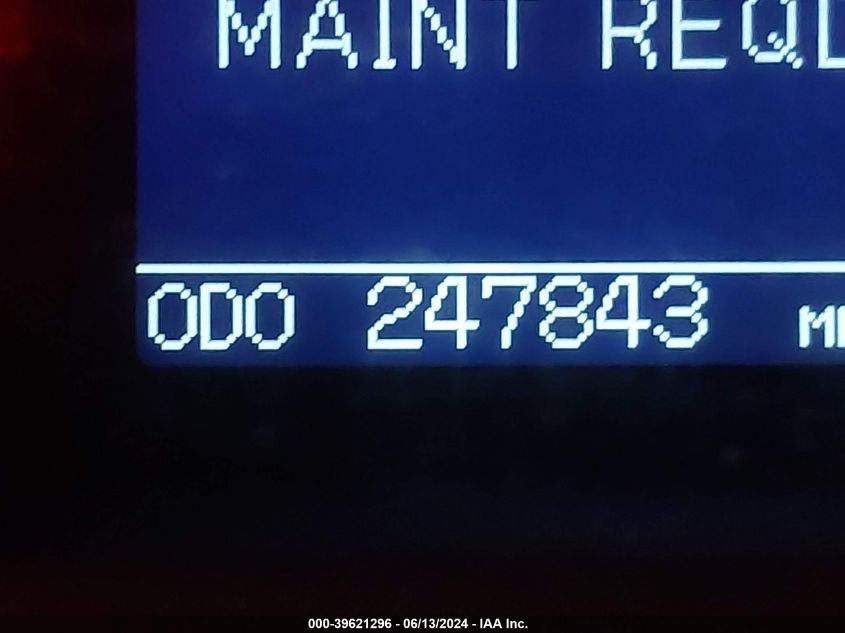 MAINT REQ
ODO 247843
000-39621296 - 06/13/2024 - IAA Inc.